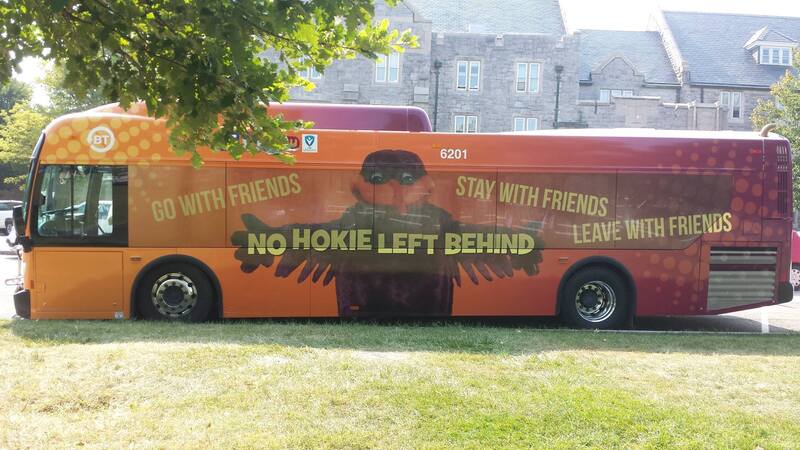 BT
6201
GO WITH FRIENDS
STAY WITH FRIENDS
LEAVE WITH FRIENDS
NO HOKIE LEFT BEHIND